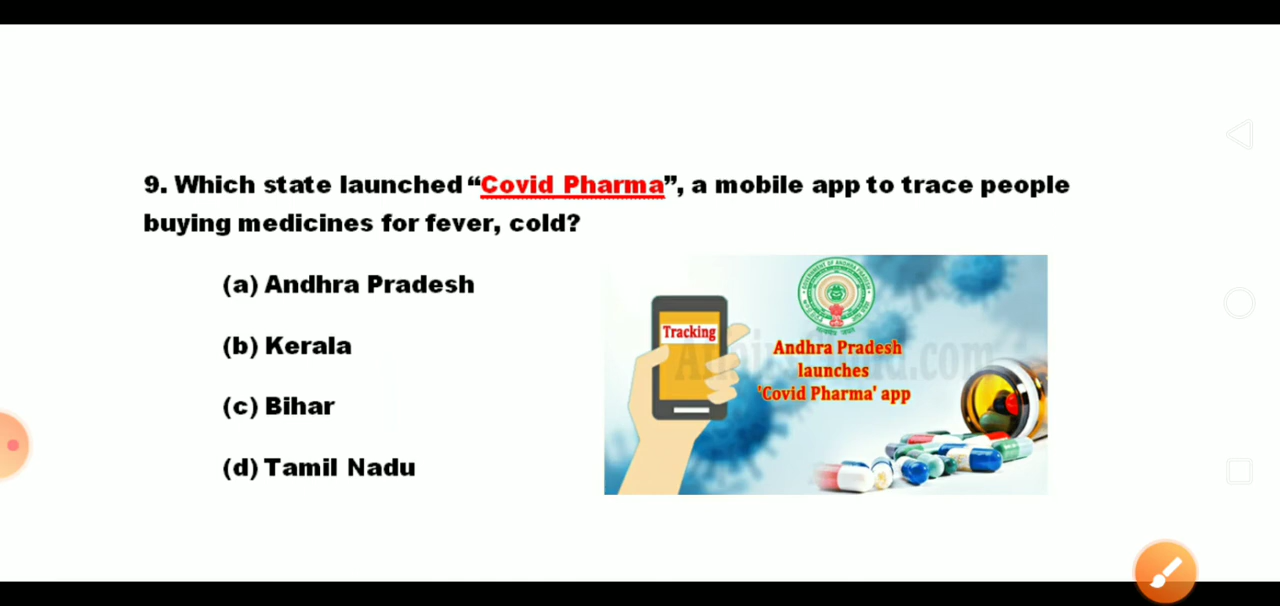 9. Which state launched “Covid Pharma”, a mobile app to trace people
buying medicines for fever, cold?
(a) Andhra Pradesh
(b) Kerala
(c) Bihar
(d) Tamil Nadu
Tracking
Andhra Pradesh
launches
'Covid Pharma' app